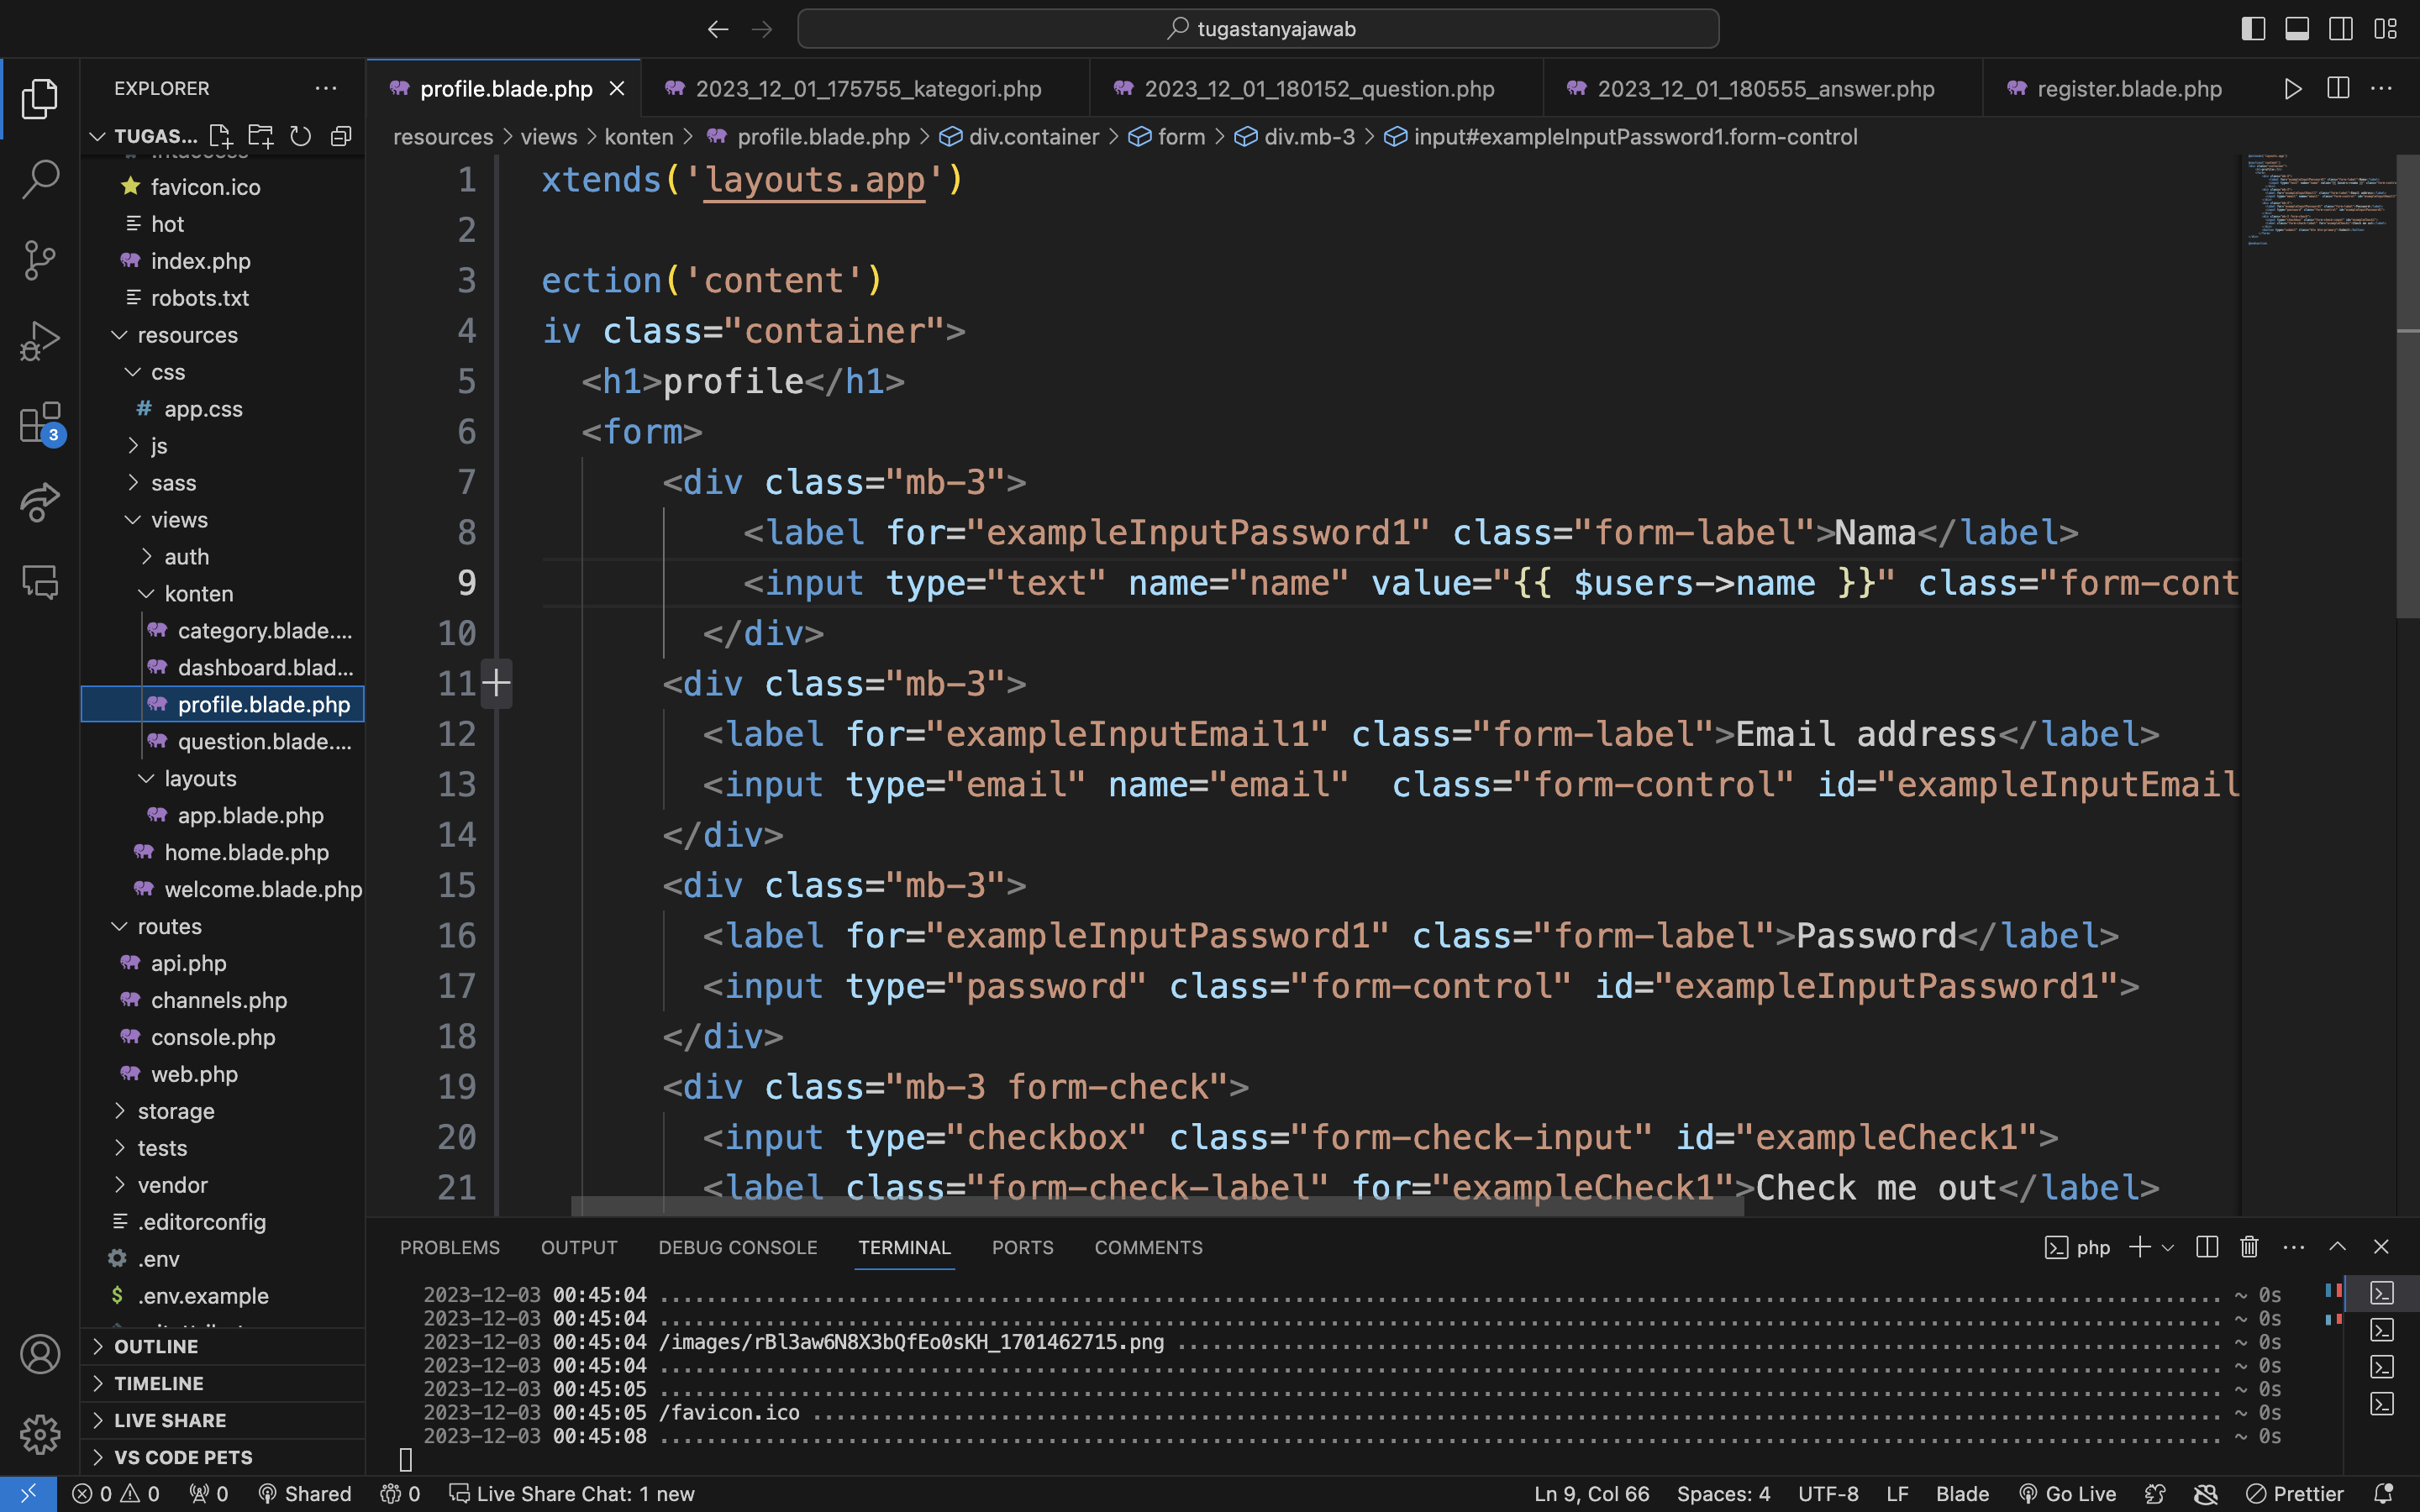 tugastanyajawab
EXPLORER
profile.blade.php
2023_12_01_175755_kategori.php
2023_12_01_180152_question.php
2023_12_01_180555_answer.php
register.blade.php
TUGAS...
resources > views > konten > profile.blade.php > div.container > form > div.mb-3 > input#exampleInputPassword1.form-control
favicon.ico
hot
index.php
robots.txt
resources
css
app.css
js
sass
views
auth
konten
category.blade....
dashboard.blad...
profile.blade.php
question.blade....
layouts
app.blade.php
home.blade.php
welcome.blade.php
routes
api.php
channels.php
console.php
web.php
storage
tests
vendor
.editorconfig
.env
.env.example
OUTLINE
TIMELINE
LIVE SHARE
VS CODE PETS
3
1 xtends('layouts.app')
2
3 ection('content')
4 iv class="container">
5 <h1>profile</h1>
6 <form>
7 <div class="mb-3">
8 <label for="exampleInputPassword1" class="form-label">Nama</label>
9 <input type="text" name="name" value="{{ $users->name }}" class="form-cont
10 </div>
11 <div class="mb-3">
12 <label for="exampleInputEmail1" class="form-label">Email address</label>
13 <input type="email" name="email"  class="form-control" id="exampleInputEmail
14 </div>
15 <div class="mb-3">
16 <label for="exampleInputPassword1" class="form-label">Password</label>
17 <input type="password" class="form-control" id="exampleInputPassword1">
18 </div>
19 <div class="mb-3 form-check">
20 <input type="checkbox" class="form-check-input" id="exampleCheck1">
21 <label class="form-check-label" for="exampleCheck1">Check me out</label>
PROBLEMS OUTPUT DEBUG CONSOLE TERMINAL PORTS COMMENTS
php
2023-12-03 00:45:04 ........ ~ 0s
2023-12-03 00:45:04 ........ ~ 0s
2023-12-03 00:45:04 /images/rBl3aw6N8X3bQfEo0sKH_1701462715.png ........ ~ 0s
2023-12-03 00:45:04 ........ ~ 0s
2023-12-03 00:45:05 ........ ~ 0s
2023-12-03 00:45:05 /favicon.ico ........ ~ 0s
2023-12-03 00:45:08 ........ ~ 0s
0 0 0 Shared 0 Live Share Chat: 1 new
Ln 9, Col 66 Spaces: 4 UTF-8 LF Blade Go Live Prettier